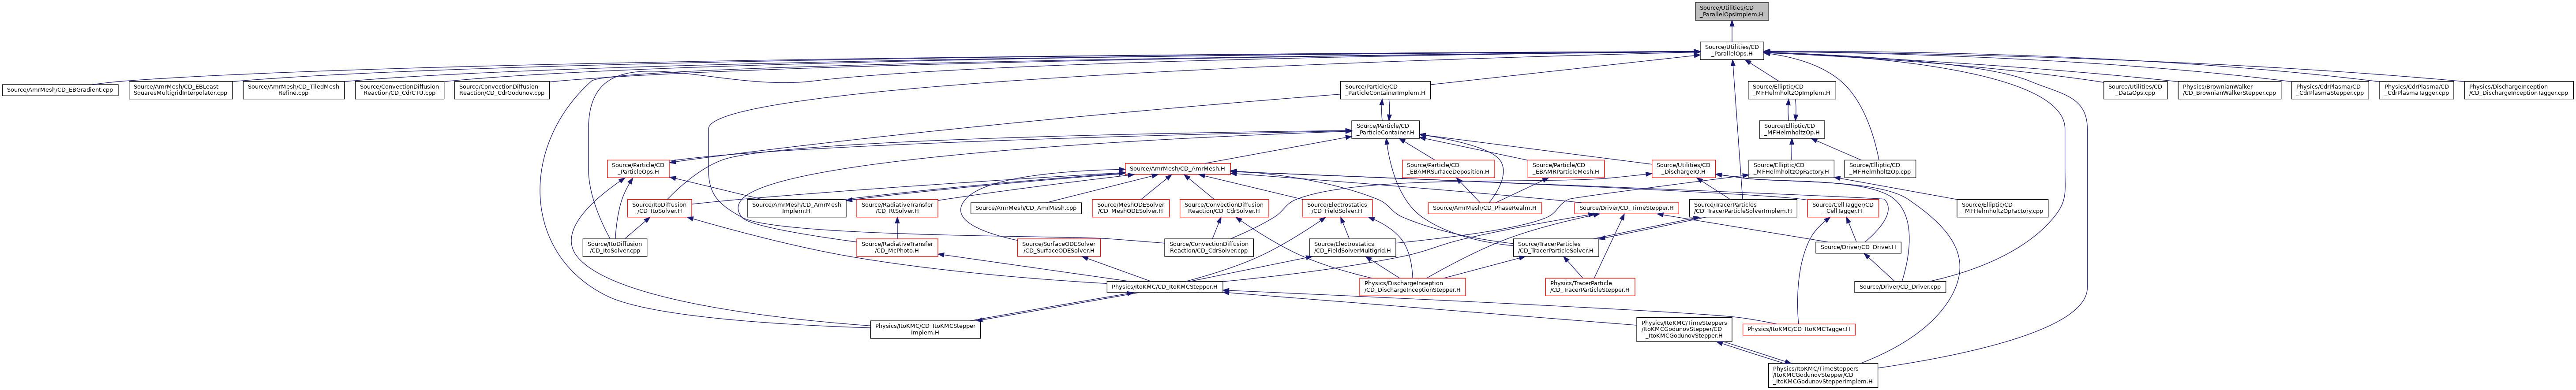 Source/Utilities/CD
_ParallelOpsImplem.H
Source/Utilities/CD
_ParallelOps.H
Source/AmrMesh/CD_EBGradient.cpp
Source/AmrMesh/CD_EBLeast
SquaresMultigridInterpolator.cpp
Source/AmrMesh/CD_TiledMesh
Refine.cpp
Source/ConvectionDiffusion
Reaction/CD_CdrCTU.cpp
Source/ConvectionDiffusion
Reaction/CD_CdrGodunov.cpp
Source/Particle/CD
_ParticleContainerImplem.H
Source/Elliptic/CD
_MFHelmholtzOpImplem.H
Source/Utilities/CD
_DataOps.cpp
Physics/BrownianWalker
/CD_BrownianWalkerStepper.cpp
Physics/CdrPlasma/CD
_CdrPlasmaStepper.cpp
Physics/CdrPlasma/CD
_CdrPlasmaTagger.cpp
Physics/DischargeInception
/CD_DischargeInceptionTagger.cpp
Source/Particle/CD
_ParticleContainer.H
Source/Elliptic/CD
_MFHelmholtzOp.H
Source/Particle/CD
_ParticleOps.H
Source/AmrMesh/CD_AmrMesh.H
Source/Particle/CD
_EBAMRSurfaceDeposition.H
Source/Particle/CD
_EBAMRParticleMesh.H
Source/Utilities/CD
_DischargeIO.H
Source/Elliptic/CD
_MFHelmholtzOpFactory.H
Source/Elliptic/CD
_MFHelmholtzOp.cpp
Source/ItoDiffusion
/CD_ItoSolver.H
Source/AmrMesh/CD_AmrMesh
Implem.H
Source/RadiativeTransfer
/CD_RtSolver.H
Source/AmrMesh/CD_AmrMesh.cpp
Source/MeshODESolver
/CD_MeshODESolver.H
Source/ConvectionDiffusion
Reaction/CD_CdrSolver.H
Source/Electrostatics
/CD_FieldSolver.H
Source/AmrMesh/CD_PhaseRealm.H
Source/Driver/CD_TimeStepper.H
Source/TracerParticles
/CD_TracerParticleSolverImplem.H
Source/CellTagger/CD
_CellTagger.H
Source/Elliptic/CD
_MFHelmholtzOpFactory.cpp
Source/ItoDiffusion
/CD_ItoSolver.cpp
Source/RadiativeTransfer
/CD_McPhoto.H
Source/SurfaceODESolver
/CD_SurfaceODESolver.H
Source/ConvectionDiffusion
Reaction/CD_CdrSolver.cpp
Source/Electrostatics
/CD_FieldSolverMultigrid.H
Source/TracerParticles
/CD_TracerParticleSolver.H
Source/Driver/CD_Driver.H
Physics/ItoKMC/CD_ItoKMCStepper.H
Physics/DischargeInception
/CD_DischargeInceptionStepper.H
Physics/TracerParticle
/CD_TracerParticleStepper.H
Source/Driver/CD_Driver.cpp
Physics/ItoKMC/CD_ItoKMCStepper
Implem.H
Physics/ItoKMC/TimeSteppers
/ItoKMCGodunovStepper/CD
_ItoKMCGodunovStepper.H
Physics/ItoKMC/CD_ItoKMCTagger.H
Physics/ItoKMC/TimeSteppers
/ItoKMCGodunovStepper/CD
_ItoKMCGodunovStepperImplem.H